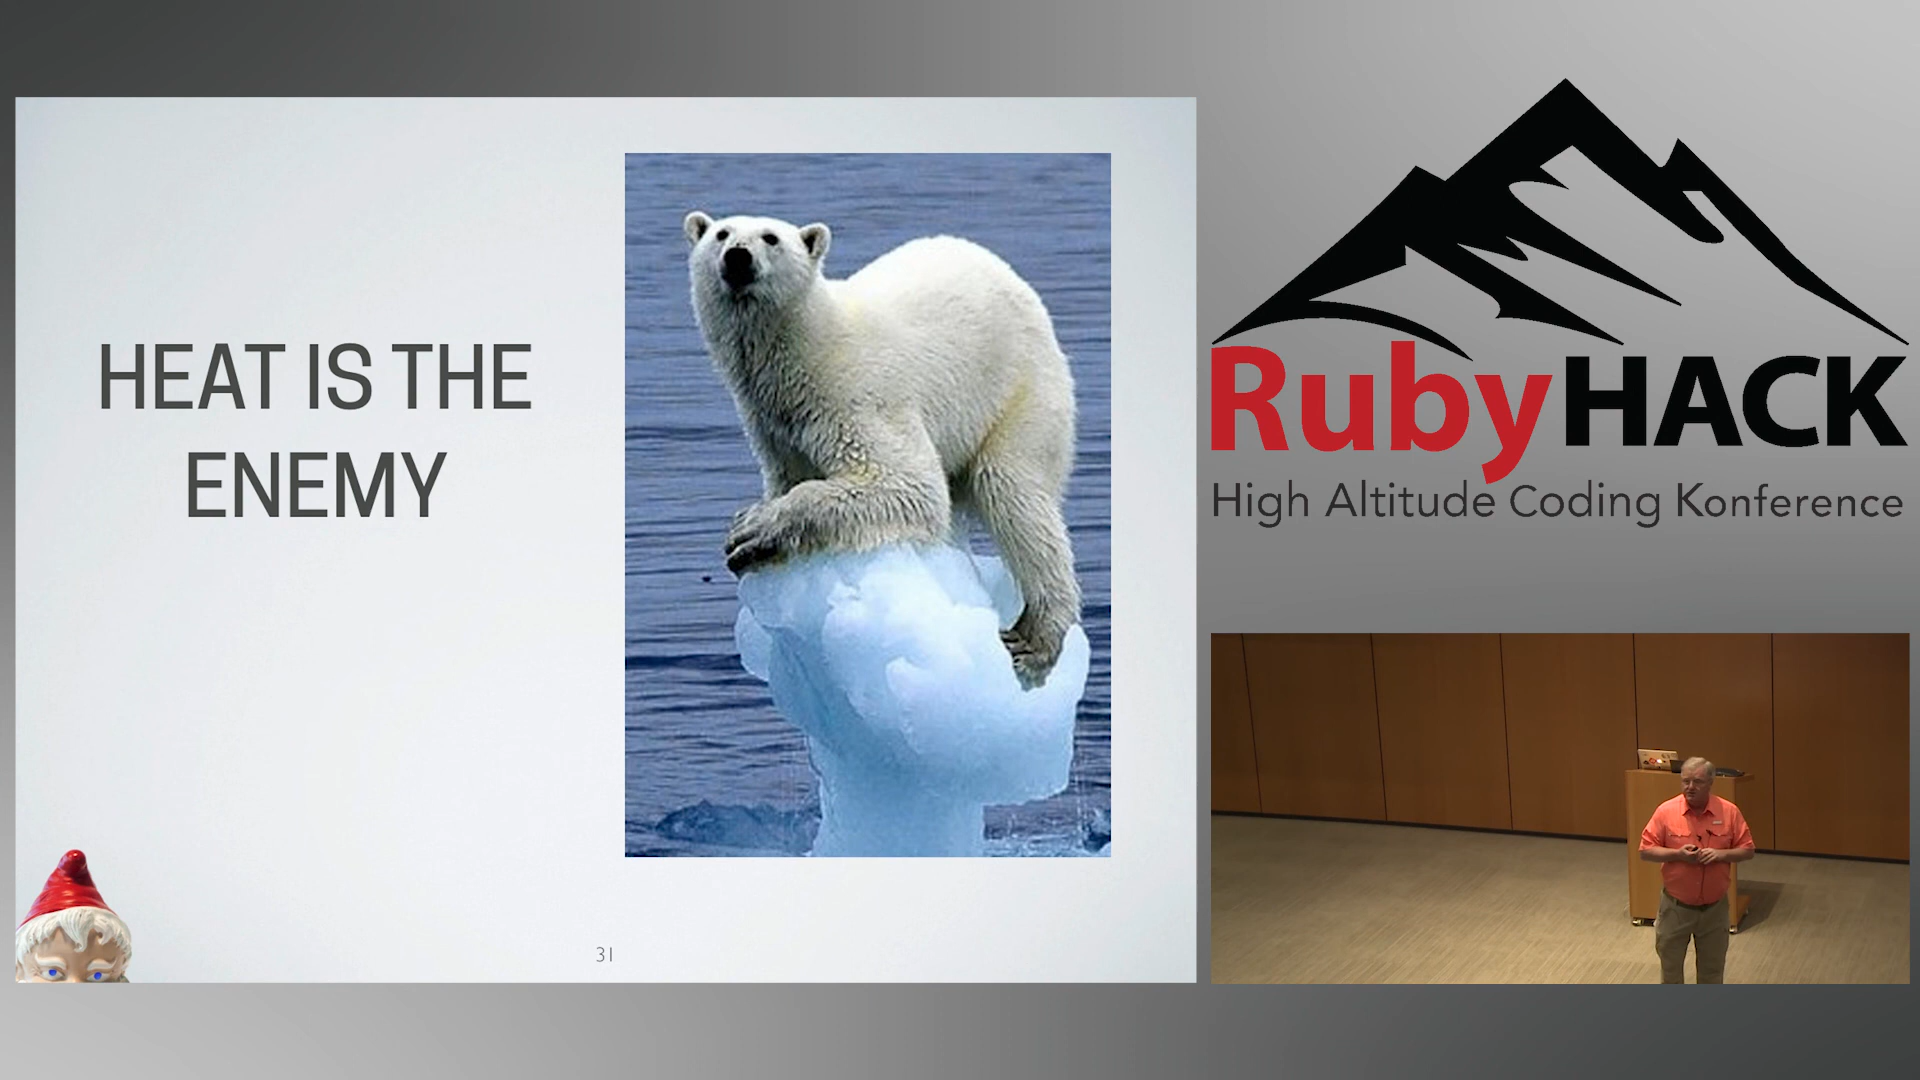 HEAT IS THE
ENEMY
31
RubyHACK
High Altitude Coding Konference